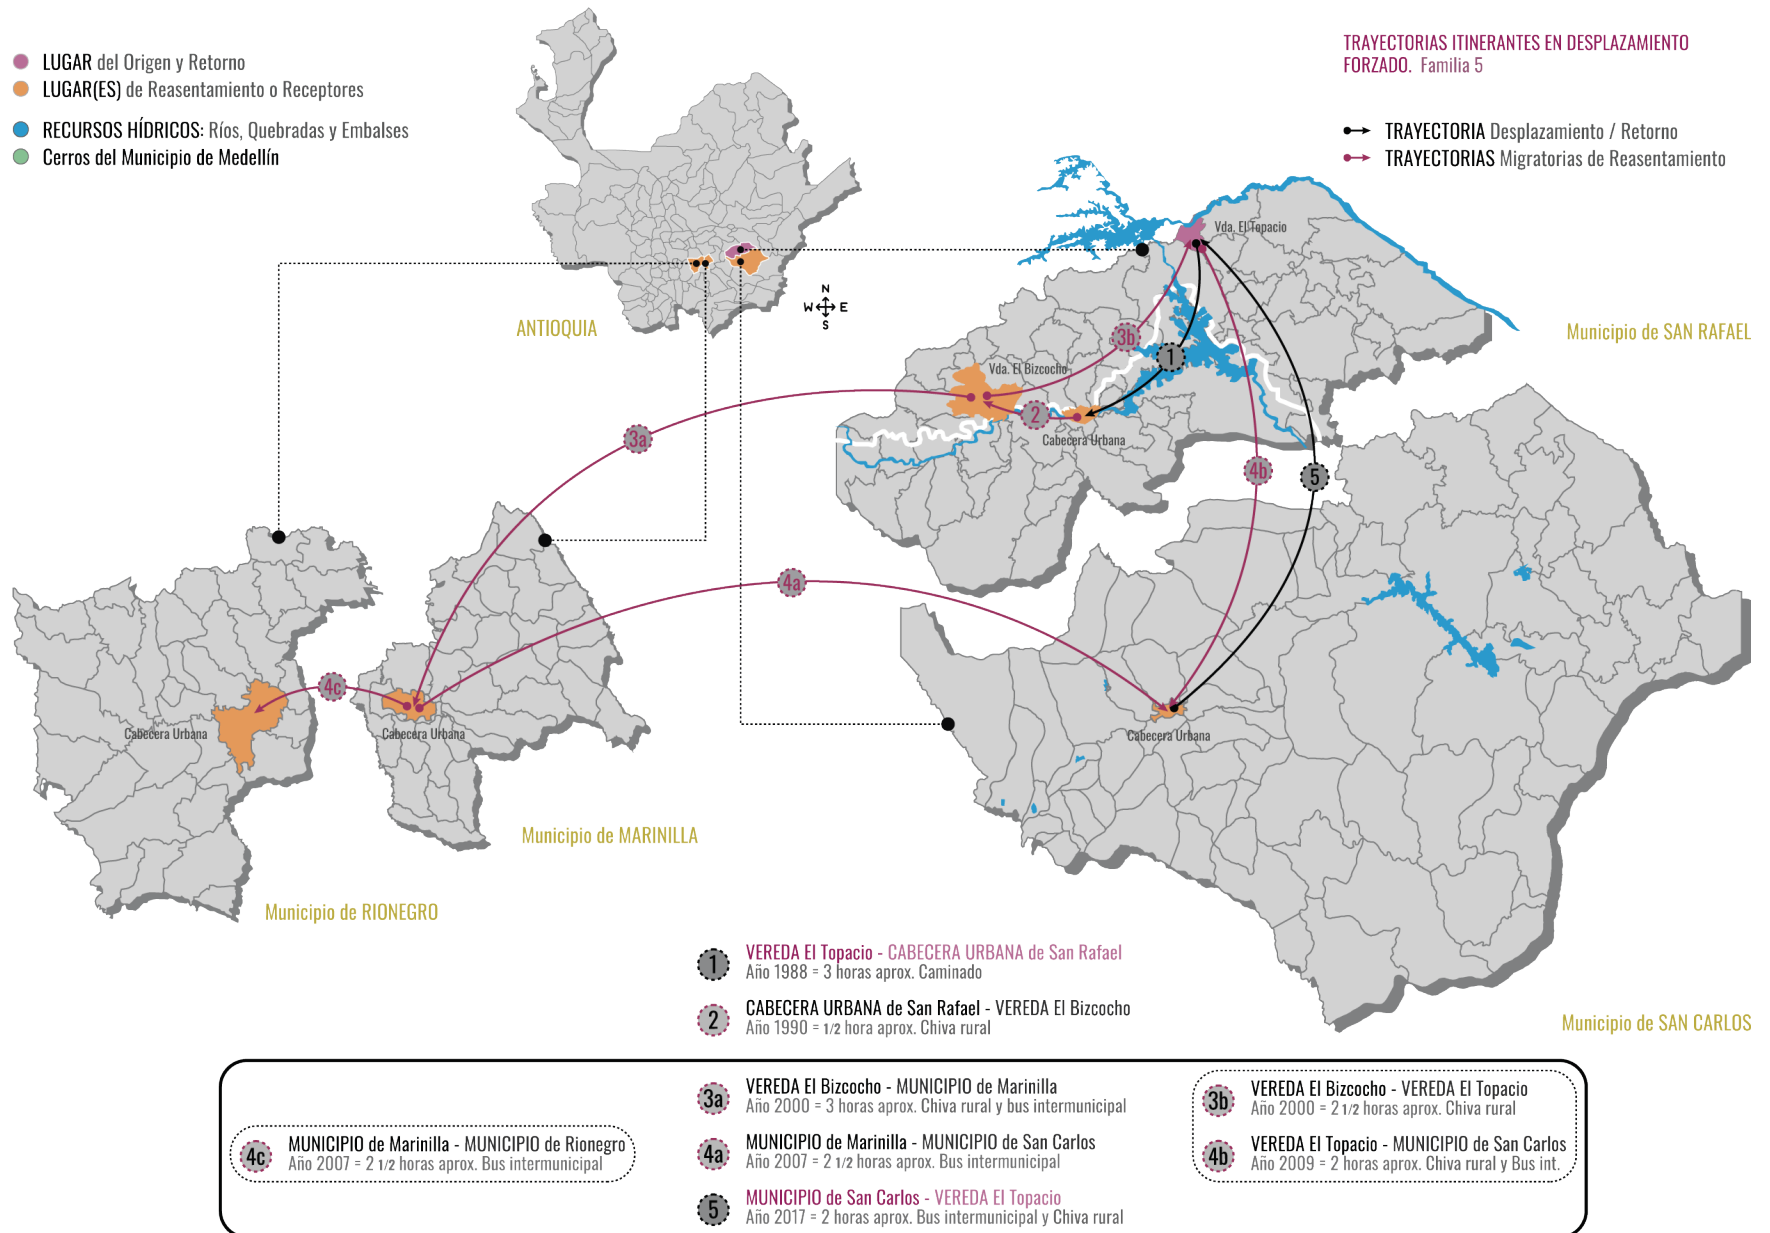 LUGAR del Origen y Retorno
LUGAR(ES) de Reasentamiento o Receptores
RECURSOS HÍDRICOS: Ríos, Quebradas y Embalses
Cerros del Municipio de Medellín
TRAYECTORIAS ITINERANTES EN DESPLAZAMIENTO
FORZADO. Familia 5
TRAYECTORIA Desplazamiento / Retorno
TRAYECTORIAS Migratorias de Reasentamiento
ANTIOQUIA
N
W E
S
Vda. El Topacio
Municipio de SAN RAFAEL
3b
1
Vda. El Bizcocho
2
Cabecera Urbana
3a
4b
5
4a
4c
Cabecera Urbana
Cabecera Urbana
Cabecera Urbana
Municipio de MARINILLA
Municipio de RIONEGRO
Municipio de SAN CARLOS
1
VEREDA El Topacio - CABECERA URBANA de San Rafael
Año 1988 = 3 horas aprox. Caminado
2
CABECERA URBANA de San Rafael - VEREDA El Bizcocho
Año 1990 = 1/2 hora aprox. Chiva rural
3a
VEREDA El Bizcocho - MUNICIPIO de Marinilla
Año 2000 = 3 horas aprox. Chiva rural y bus intermunicipal
3b
VEREDA El Bizcocho - VEREDA El Topacio
Año 2000 = 2 1/2 horas aprox. Chiva rural
4c
MUNICIPIO de Marinilla - MUNICIPIO de Rionegro
Año 2007 = 2 1/2 horas aprox. Bus intermunicipal
4a
MUNICIPIO de Marinilla - MUNICIPIO de San Carlos
Año 2007 = 2 1/2 horas aprox. Bus intermunicipal
4b
VEREDA El Topacio - MUNICIPIO de San Carlos
Año 2009 = 2 horas aprox. Chiva rural y Bus int.
5
MUNICIPIO de San Carlos - VEREDA El Topacio
Año 2017 = 2 horas aprox. Bus intermunicipal y Chiva rural